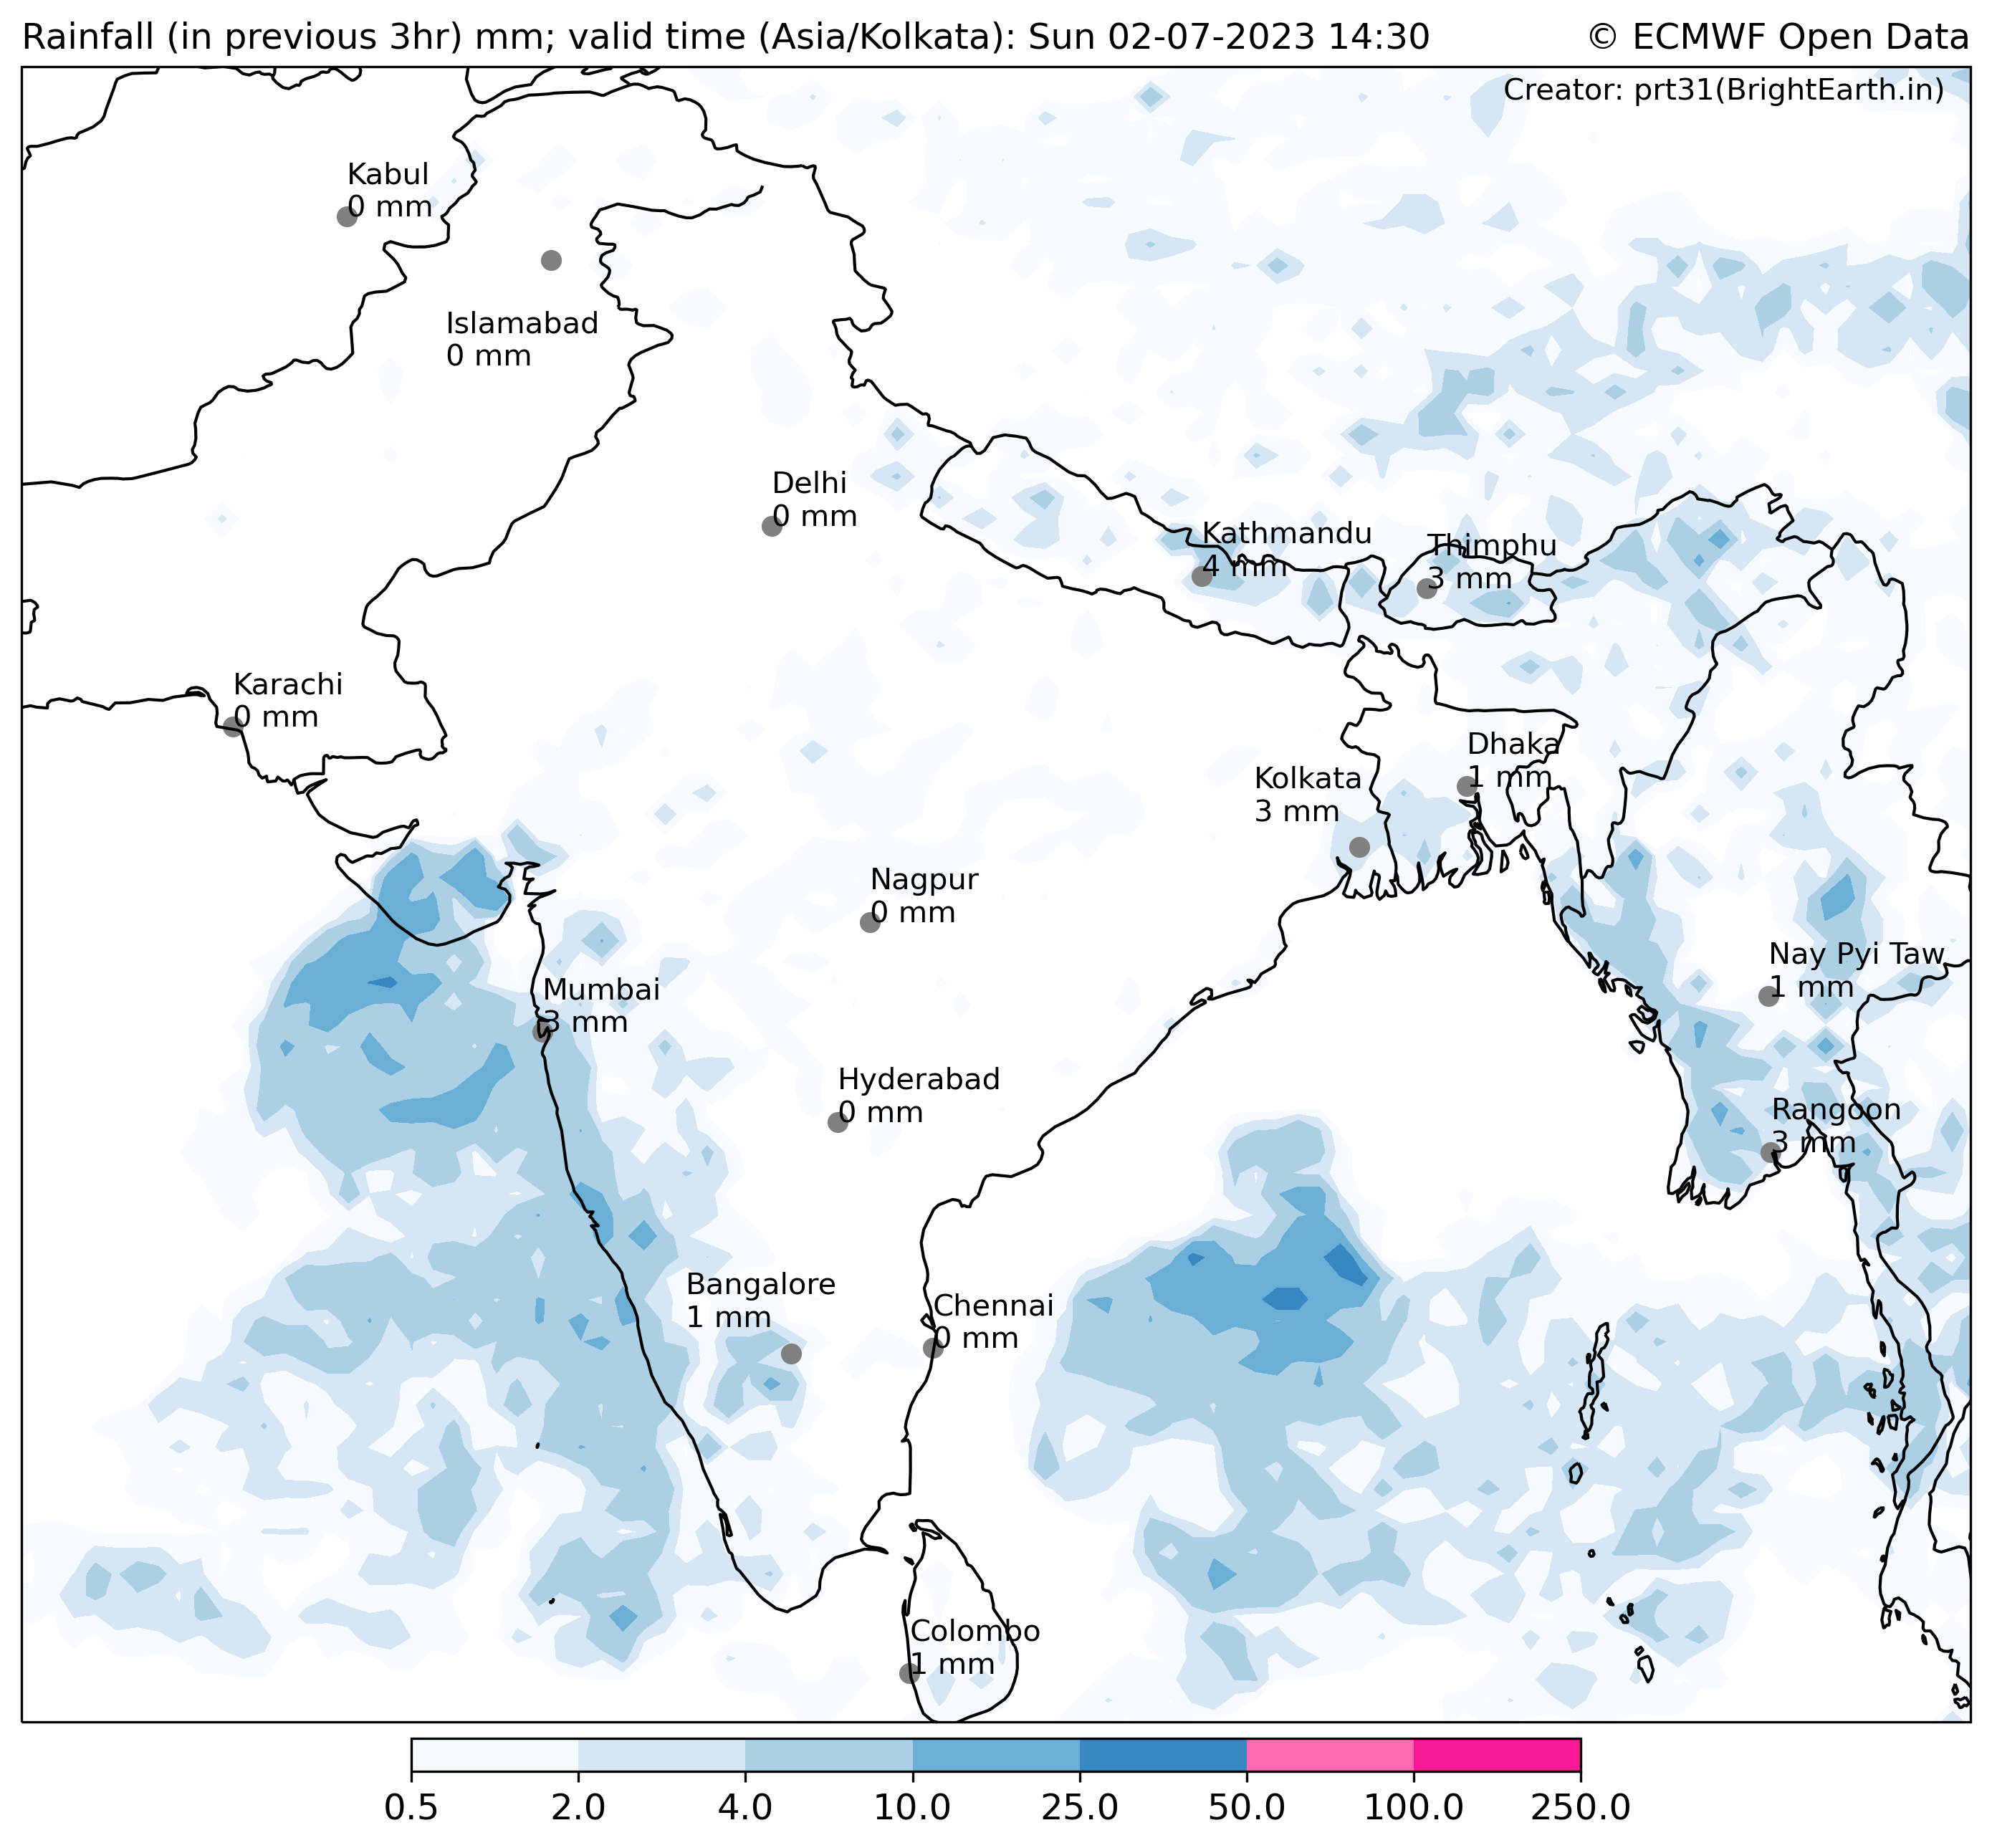 Rainfall (in previous 3hr) mm; valid time (Asia/Kolkata): Sun 02-07-2023 14:30
© ECMWF Open Data
Creator: prt31(BrightEarth.in)
Kabul
0 mm
Islamabad
0 mm
Delhi
0 mm
Kathmandu
4 mm
Thimphu
3 mm
Karachi
0 mm
Dhaka
1 mm
Kolkata
3 mm
Nagpur
0 mm
Nay Pyi Taw
1 mm
Mumbai
3 mm
Hyderabad
0 mm
Rangoon
3 mm
Bangalore
1 mm
Chennai
0 mm
Colombo
1 mm
0.5 2.0 4.0 10.0 25.0 50.0 100.0 250.0